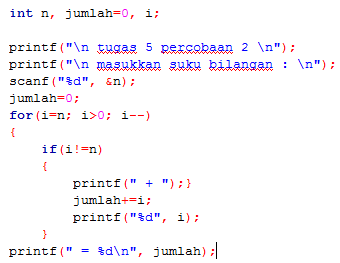 int n, jumlah=0, i;
printf("\n tugas 5 percobaan 2 \n");
printf("\n masukkan suku bilangan : \n");
scanf("%d", &n);
jumlah=0;
for(i=n; i>0; i--)
{
if(i!=n)
{
printf(" + ");}
jumlah+=i;
printf("%d", i);
}
printf(" = %d\n", jumlah);